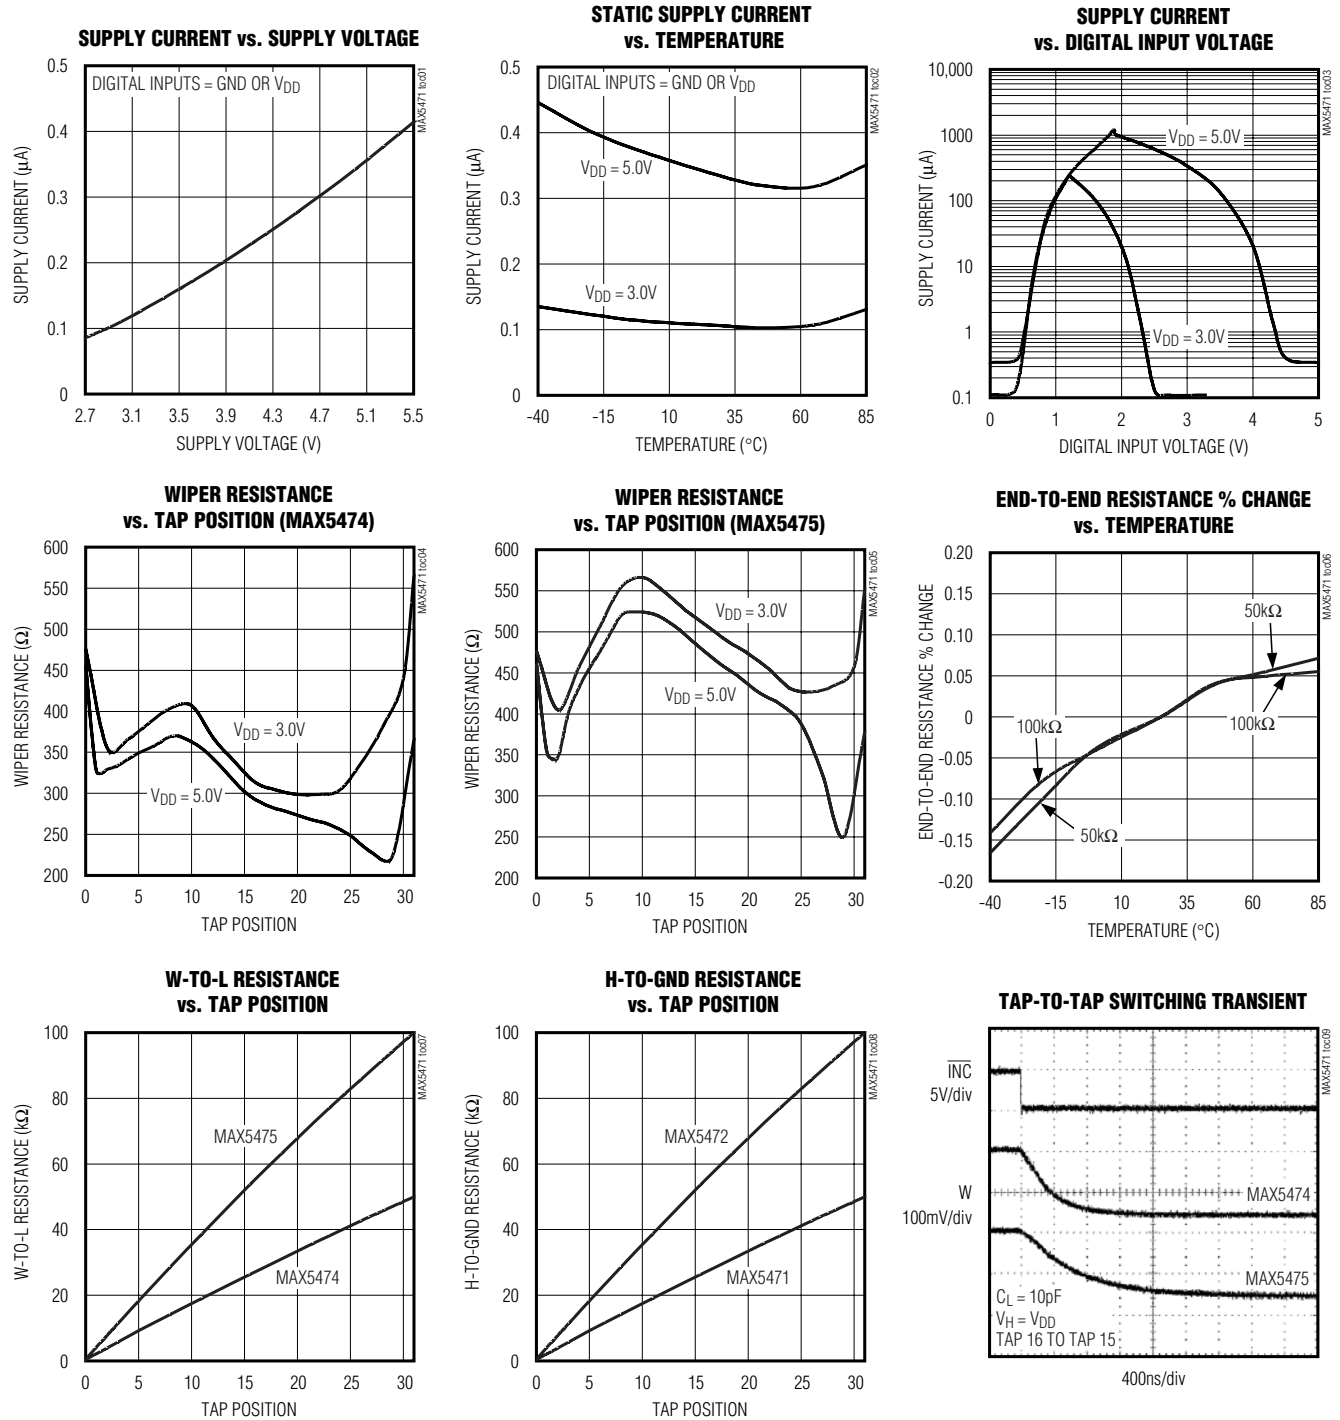 SUPPLY CURRENT vs. SUPPLY VOLTAGE
DIGITAL INPUTS = GND OR VDD
MAX5471 toc01
SUPPLY CURRENT (μA)
0.5
0.4
0.3
0.2
0.1
0
2.7 3.1 3.5 3.9 4.3 4.7 5.1 5.5
SUPPLY VOLTAGE (V)
STATIC SUPPLY CURRENT
vs. TEMPERATURE
DIGITAL INPUTS = GND OR VDD
MAX5471 toc02
SUPPLY CURRENT (μA)
0.5
0.4
0.3
0.2
0.1
0
VDD = 5.0V
VDD = 3.0V
-40 -15 10 35 60 85
TEMPERATURE (°C)
SUPPLY CURRENT
vs. DIGITAL INPUT VOLTAGE
MAX5471 toc03
SUPPLY CURRENT (μA)
10,000
1000
100
10
1
0.1
VDD = 5.0V
VDD = 3.0V
0 1 2 3 4 5
DIGITAL INPUT VOLTAGE (V)
WIPER RESISTANCE
vs. TAP POSITION (MAX5474)
MAX5471 toc04
WIPER RESISTANCE (Ω)
600
550
500
450
400
350
300
250
200
VDD = 3.0V
VDD = 5.0V
0 5 10 15 20 25 30
TAP POSITION
WIPER RESISTANCE
vs. TAP POSITION (MAX5475)
MAX5471 toc05
WIPER RESISTANCE (Ω)
600
550
500
450
400
350
300
250
200
VDD = 3.0V
VDD = 5.0V
0 5 10 15 20 25 30
TAP POSITION
END-TO-END RESISTANCE % CHANGE
vs. TEMPERATURE
MAX5471 toc06
END-TO-END RESISTANCE % CHANGE
0.20
0.15
0.10
0.05
0
-0.05
-0.10
-0.15
-0.20
50kΩ
100kΩ
100kΩ
50kΩ
-40 -15 10 35 60 85
TEMPERATURE (°C)
W-TO-L RESISTANCE
vs. TAP POSITION
MAX5471 toc07
W-TO-L RESISTANCE (kΩ)
100
80
60
40
20
0
MAX5475
MAX5474
0 5 10 15 20 25 30
TAP POSITION
H-TO-GND RESISTANCE
vs. TAP POSITION
MAX5471 toc08
H-TO-GND RESISTANCE (kΩ)
100
80
60
40
20
0
MAX5472
MAX5471
0 5 10 15 20 25 30
TAP POSITION
TAP-TO-TAP SWITCHING TRANSIENT
MAX5471 toc09
INC
5V/div
W
100mV/div
MAX5474
MAX5475
CL = 10pF
VH = VDD
TAP 16 TO TAP 15
400ns/div